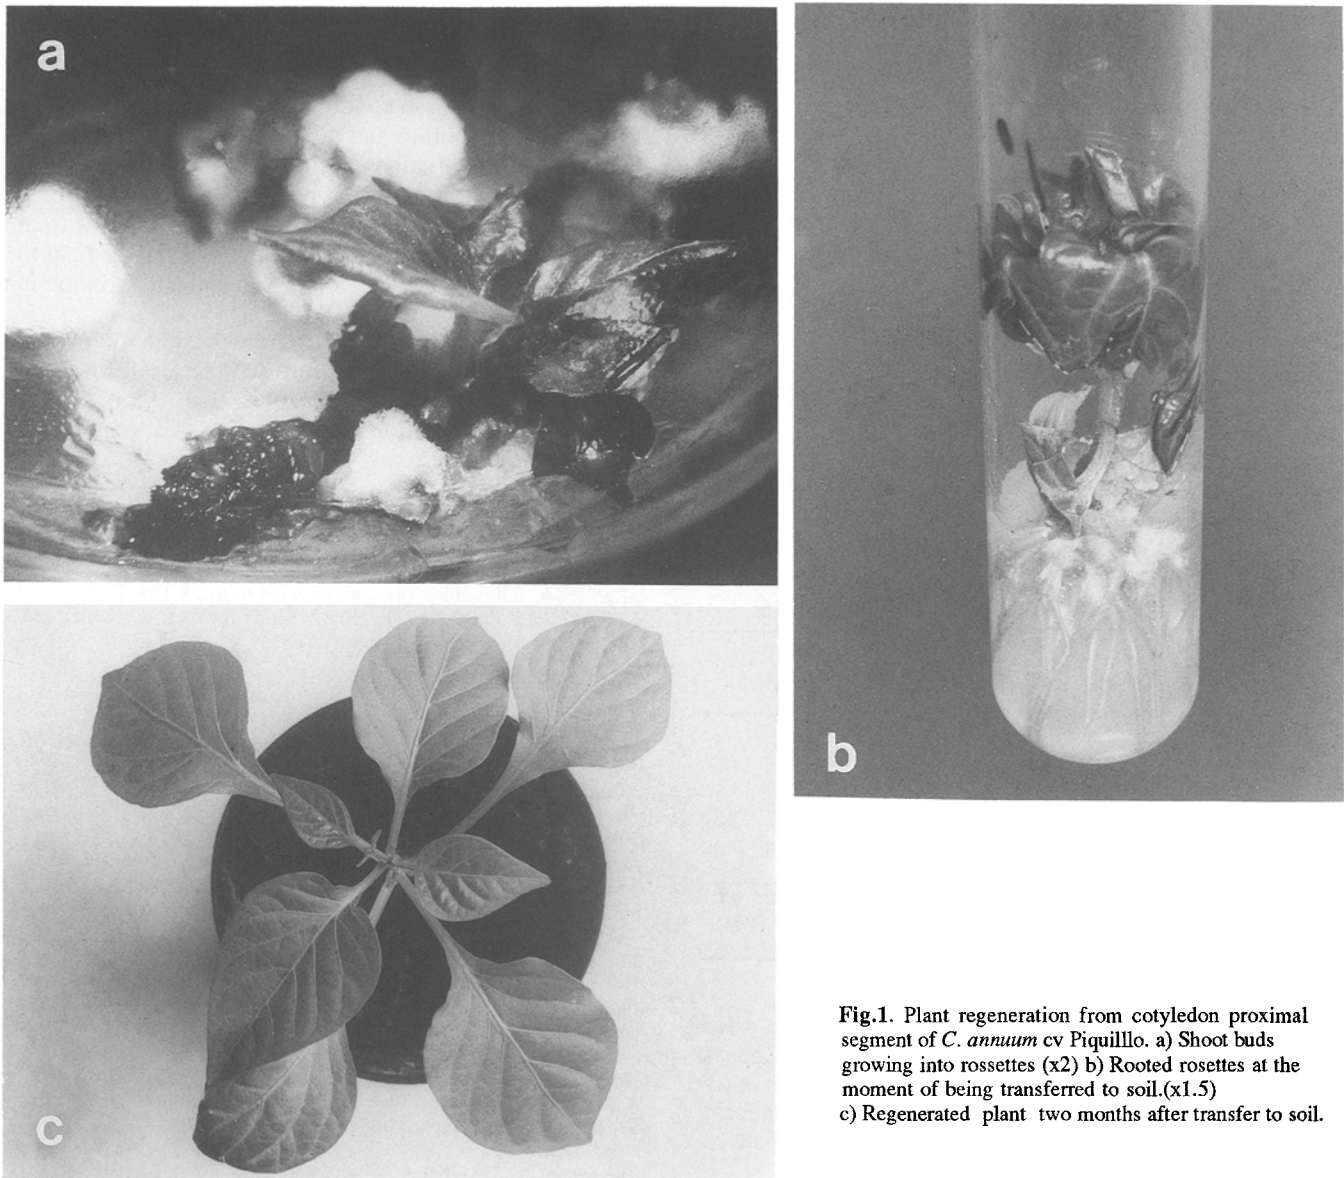 a
b
c
Fig.1. Plant regeneration from cotyledon proximal
segment of C. annuum cv Piquilllo. a) Shoot buds
growing into rossettes (x2) b) Rooted rosettes at the
moment of being transferred to soil.(x1.5)
c) Regenerated plant two months after transfer to soil.